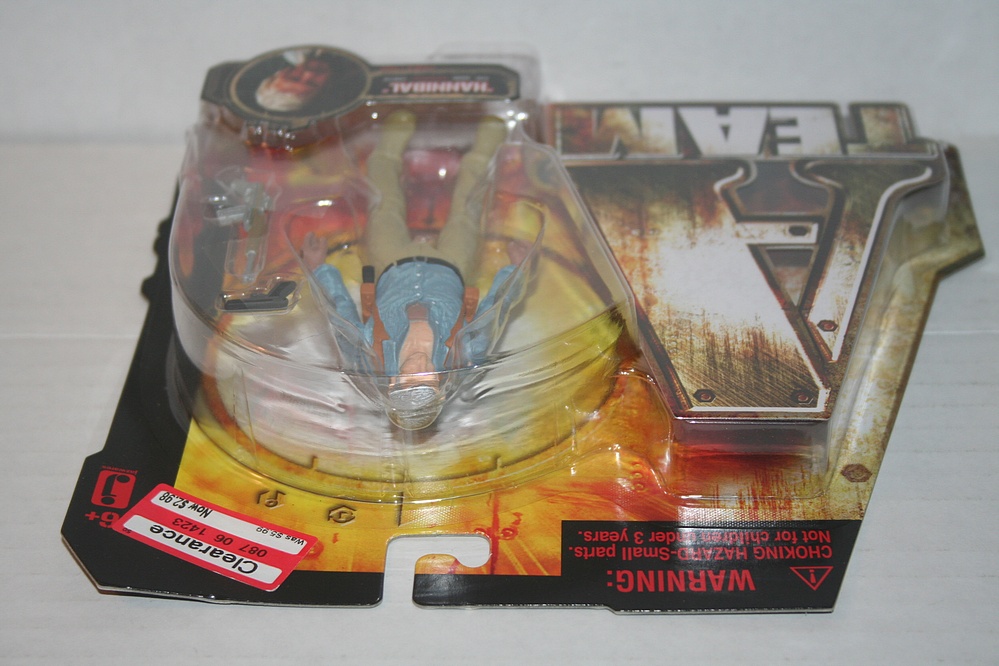 WARNING:
CHOKING HAZARD-Small parts.
Not for children under 3 years.
Clearance
087 06 1423
Was $5.99
Now $2.98
6+
A
TEAM
"HANNIBAL"